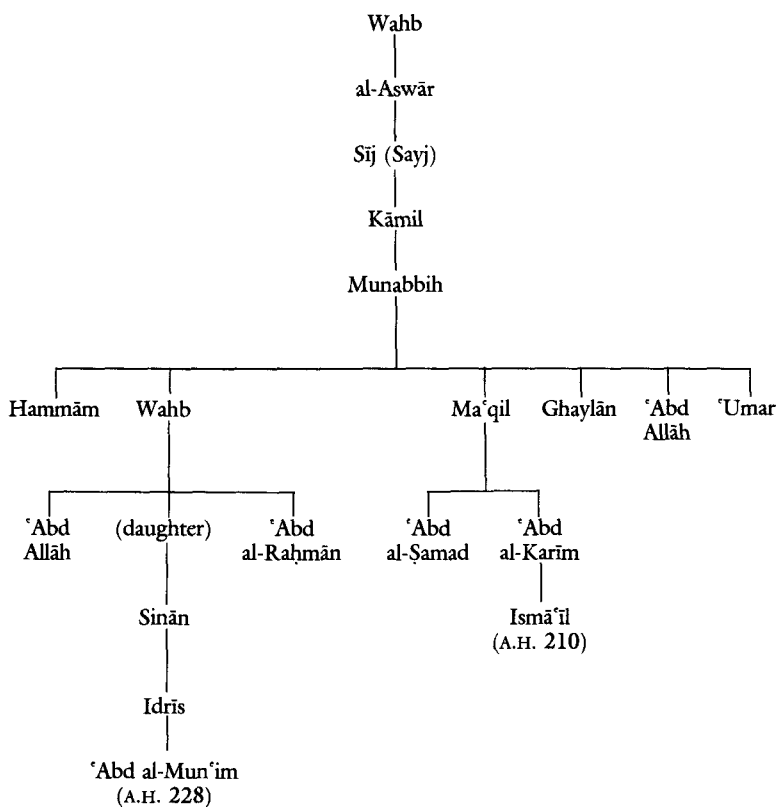 Wahb
al-Aswār
Sīj (Sayj)
Kāmil
Munabbih
Hammām Wahb Maʿqil Ghaylān ʿAbd Allāh ʿUmar
ʿAbd Allāh (daughter) ʿAbd al-Raḥmān ʿAbd al-Ṣamad ʿAbd al-Karīm
Sinān Ismāʿīl
(A.H. 210)
Idrīs
ʿAbd al-Munʿim
(A.H. 228)